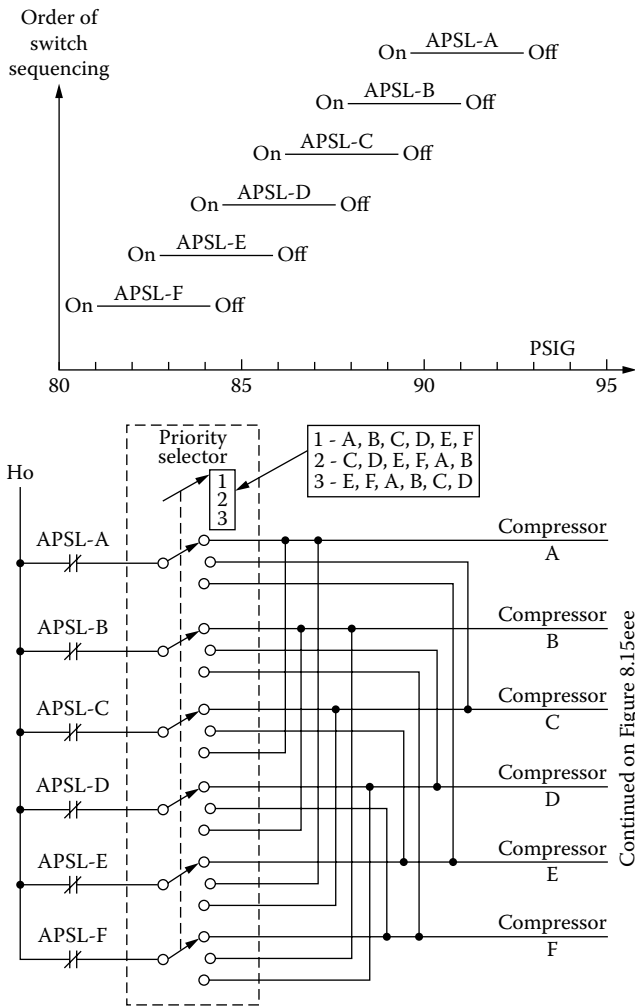 Order of
switch
sequencing
On APSL-A Off
On APSL-B Off
On APSL-C Off
On APSL-D Off
On APSL-E Off
On APSL-F Off
PSIG
80 85 90 95
Priority
selector
1
2
3
1 - A, B, C, D, E, F
2 - C, D, E, F, A, B
3 - E, F, A, B, C, D
Ho
APSL-A
Compressor
A
APSL-B
Compressor
B
APSL-C
Compressor
C
APSL-D
Compressor
D
APSL-E
Compressor
E
APSL-F
Compressor
F
Continued on Figure 8.15eee